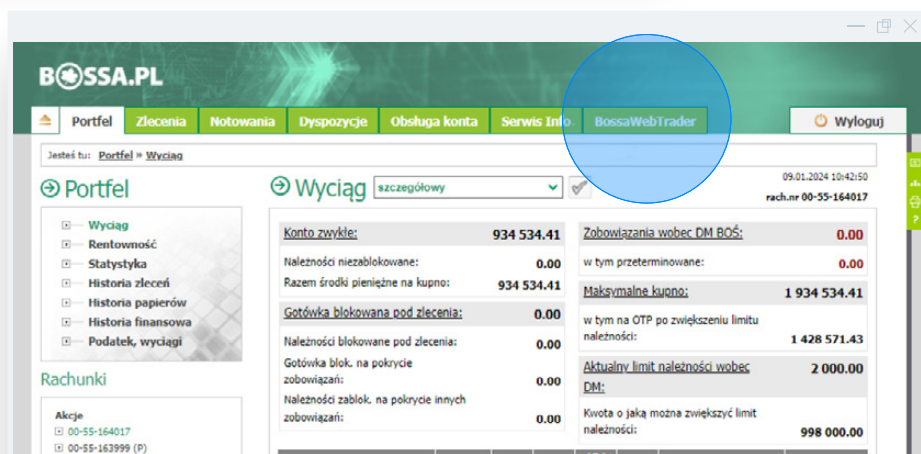 BOSSA.PL
Portfel Zlecenia Notowania Dyspozycje Obsługa konta Serwis Info BossaWebTrader Wyloguj
Jesteś tu: Portfel » Wyciąg
Portfel
Wyciąg
Rentowność
Statystyka
Historia zleceń
Historia papierów
Historia finansowa
Podatek, wyciągi
Rachunki
Akcje
00-55-164017
00-55-163999 (P)
Wyciąg szczegółowy
09.01.2024 10:42:50
rach.nr 00-55-164017
Konto zwykłe: 934 534.41
Należności niezablokowane: 0.00
Razem środki pieniężne na kupno: 934 534.41
Gotówka blokowana pod zlecenia: 0.00
Należności blokowane pod zlecenia: 0.00
Gotówka blok. na pokrycie
zobowiązań: 0.00
Należności zablok. na pokrycie innych
zobowiązań: 0.00
Zobowiązania wobec DM BOŚ: 0.00
w tym przeterminowane: 0.00
Maksymalne kupno: 1 934 534.41
w tym na OTP po zwiększeniu limitu
należności: 1 428 571.43
Aktualny limit należności wobec 2 000.00
DM:
Kwota o jaką można zwiększyć limit
należności: 998 000.00
?